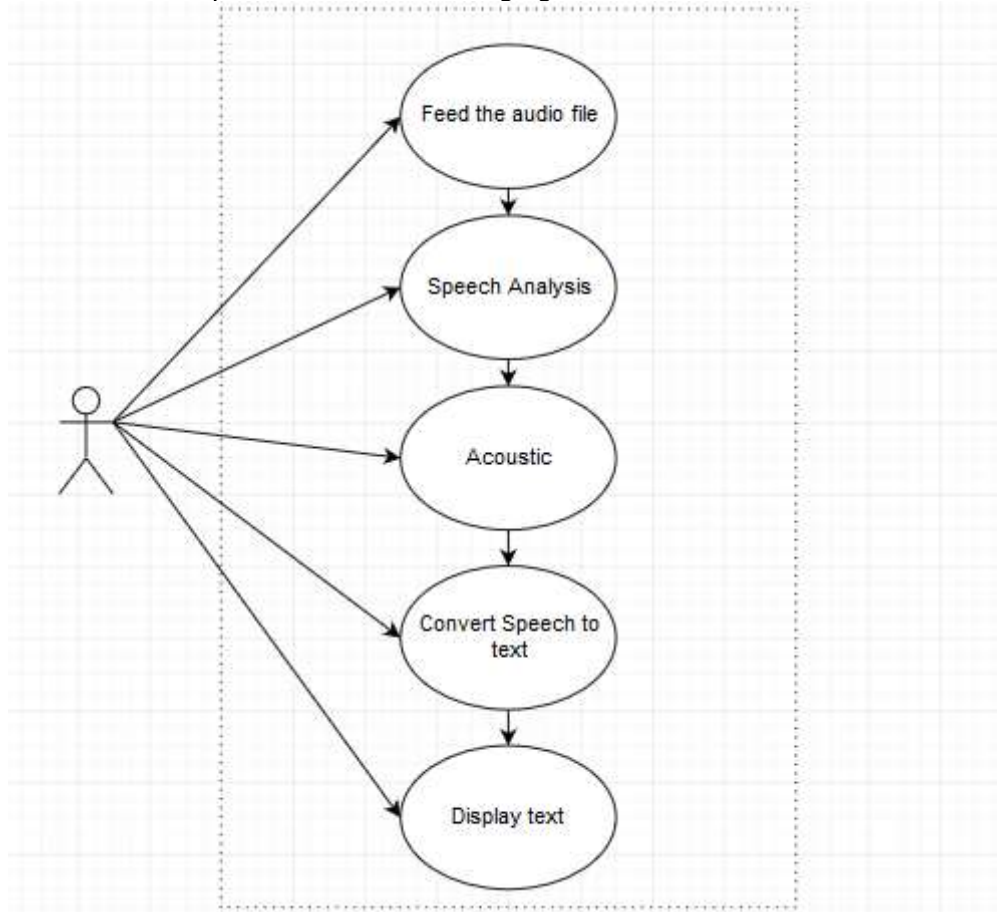 Feed the audio file
Speech Analysis
Acoustic
Convert Speech to
text
Display text